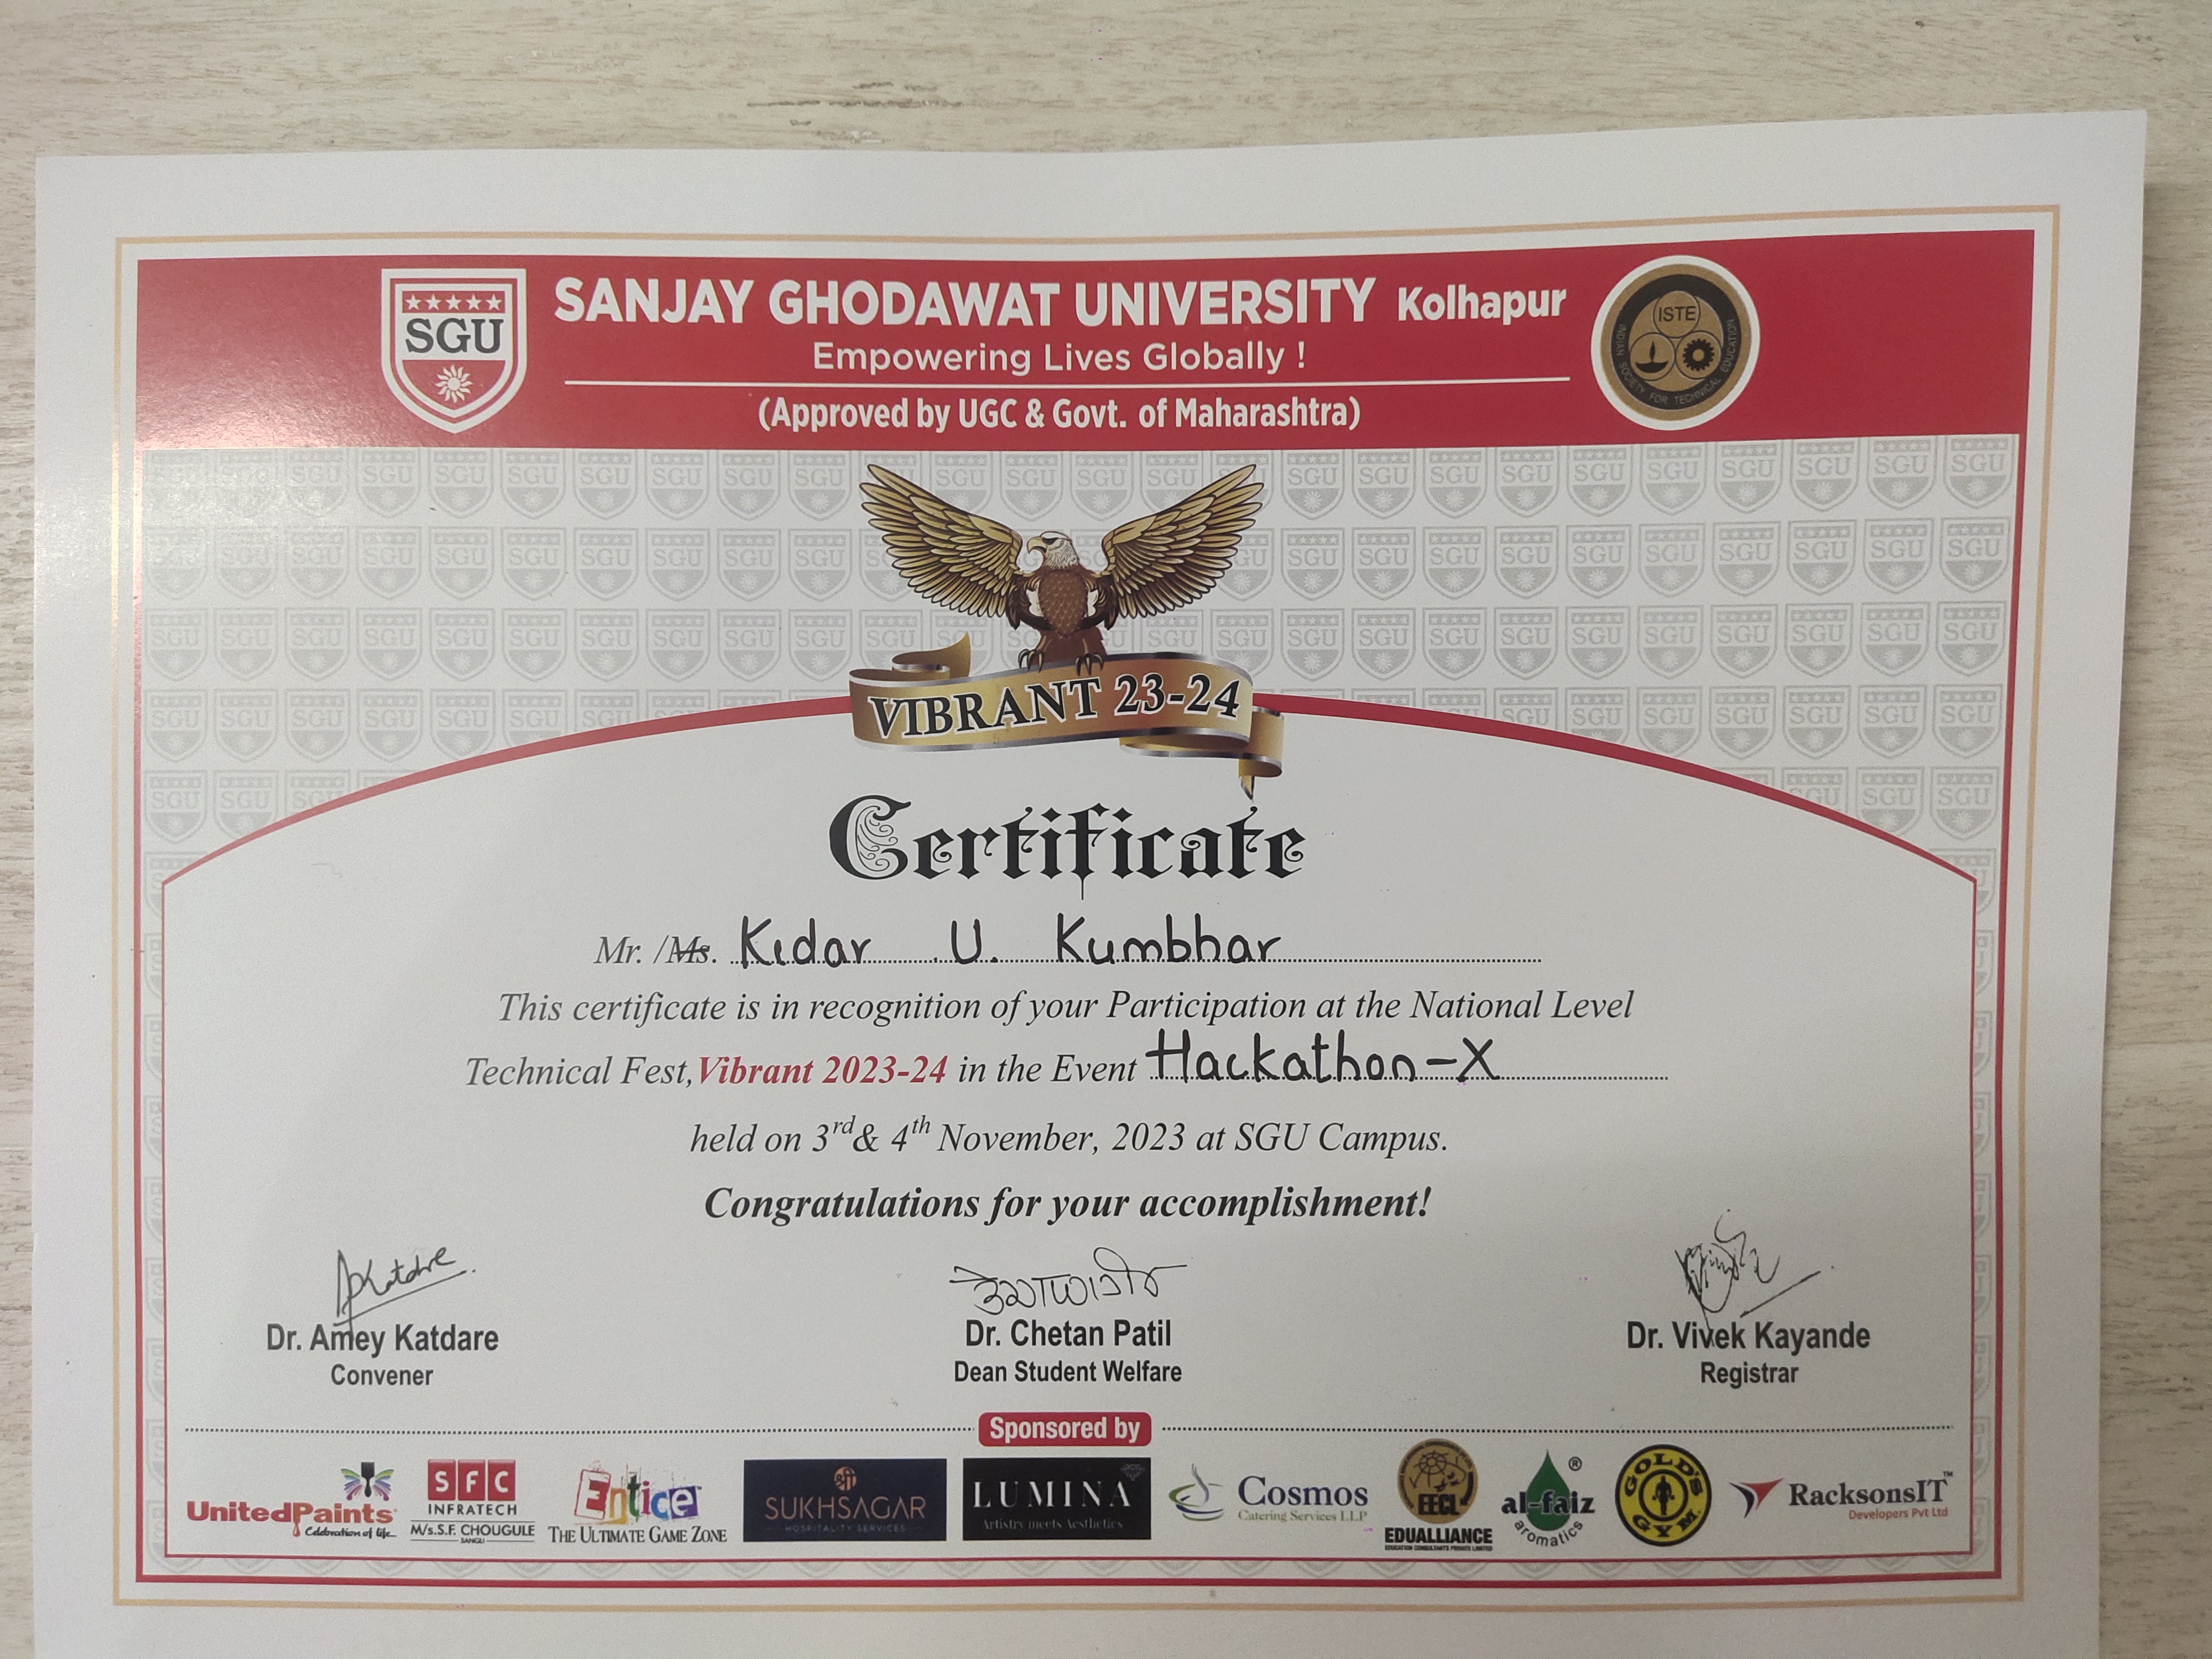 SGU
SANJAY GHODAWAT UNIVERSITY Kolhapur
Empowering Lives Globally !
(Approved by UGC & Govt. of Maharashtra)
ISTE
INDIAN SOCIETY FOR TECHNICAL EDUCATION
VIBRANT 23-24
Certificate
Mr. /Ms. Kidar U. Kumbhar
This certificate is in recognition of your Participation at the National Level
Technical Fest, Vibrant 2023-24 in the Event Hackathon-X
held on 3rd & 4th November, 2023 at SGU Campus.
Congratulations for your accomplishment!
Dr. Amey Katdare
Convener
Dr. Chetan Patil
Dean Student Welfare
Dr. Vivek Kayande
Registrar
Sponsored by
UnitedPaints
Celebration of life...
SFC
INFRATECH
M/s.S.F. CHOUGULE
SANGLI
Entice
THE ULTIMATE GAME ZONE
श्री
SUKHSAGAR
HOSPITALITY SERVICES
LUMINA
Artistry meets Aesthetics
Cosmos
Catering Services LLP
EECL
EDUALLIANCE
EDUCATION CONSULTANTS PRIVATE LIMITED
al-faiz ®
aromatics
GOLD'S GYM
RacksonsIT™
Developers Pvt Ltd